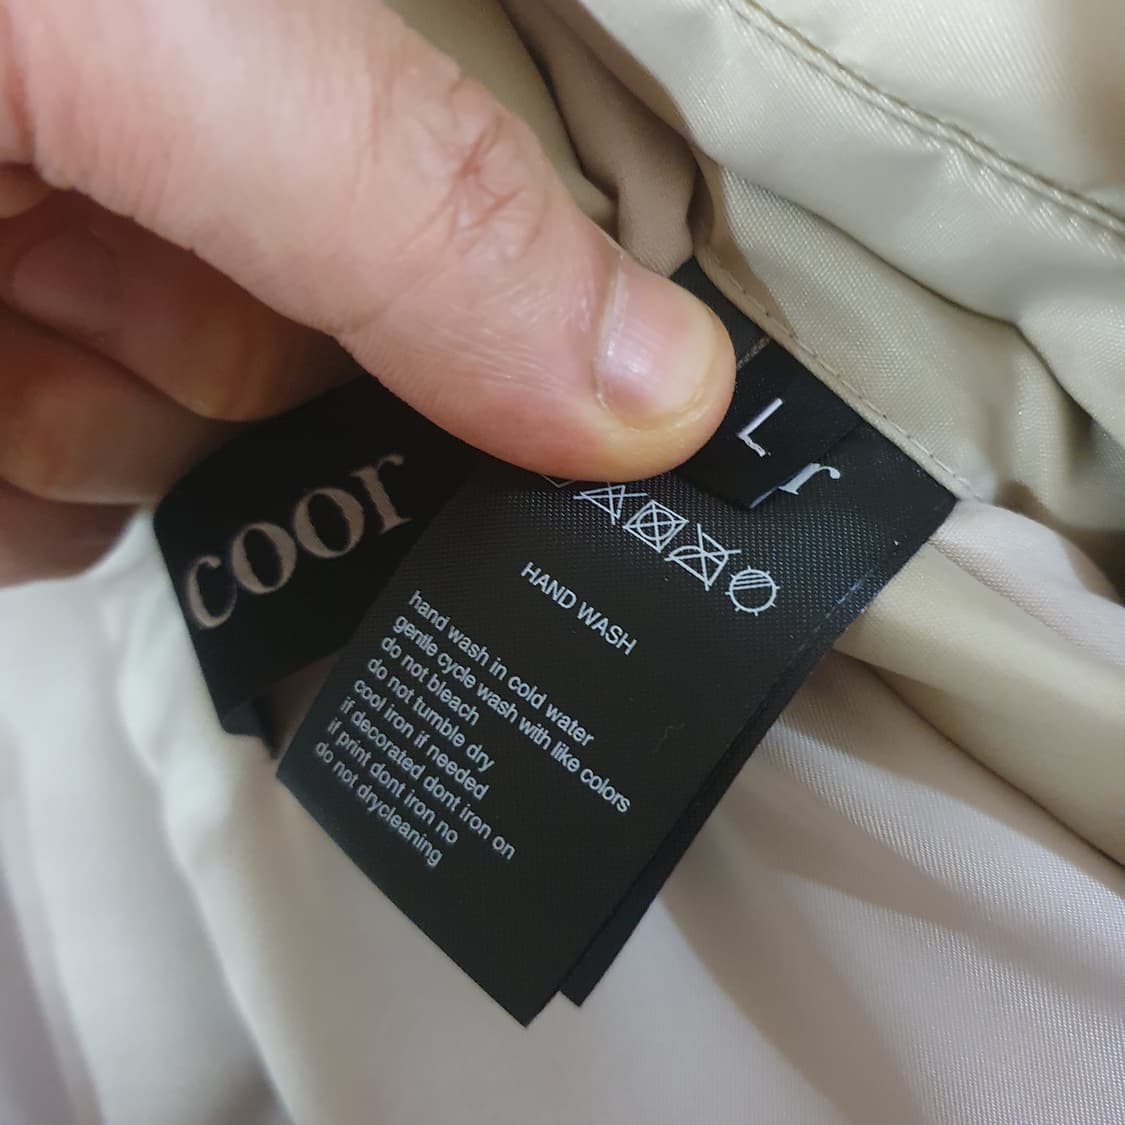 coor
L
r
HAND WASH
hand wash in cold water
gentle cycle wash with like colors
do not bleach
do not tumble dry
cool iron if needed
if decorated dont iron on
if print dont iron no
do not drycleaning